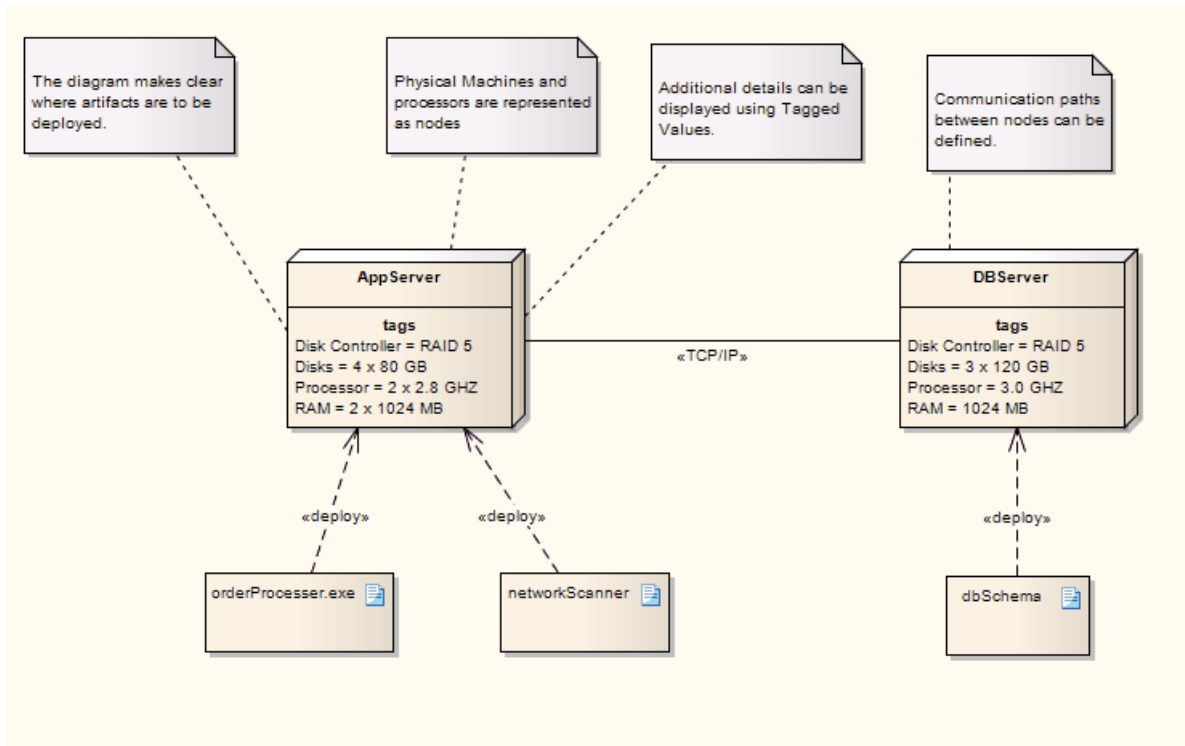 The diagram makes clear
where artifacts are to be
deployed.
Physical Machines and
processors are represented
as nodes
Additional details can be
displayed using Tagged
Values.
Communication paths
between nodes can be
defined.
AppServer
tags
Disk Controller = RAID 5
Disks = 4 x 80 GB
Processor = 2 x 2.8 GHZ
RAM = 2 x 1024 MB
«TCP/IP»
DBServer
tags
Disk Controller = RAID 5
Disks = 3 x 120 GB
Processor = 3.0 GHZ
RAM = 1024 MB
«deploy»
«deploy»
«deploy»
orderProcesser.exe
networkScanner
dbSchema